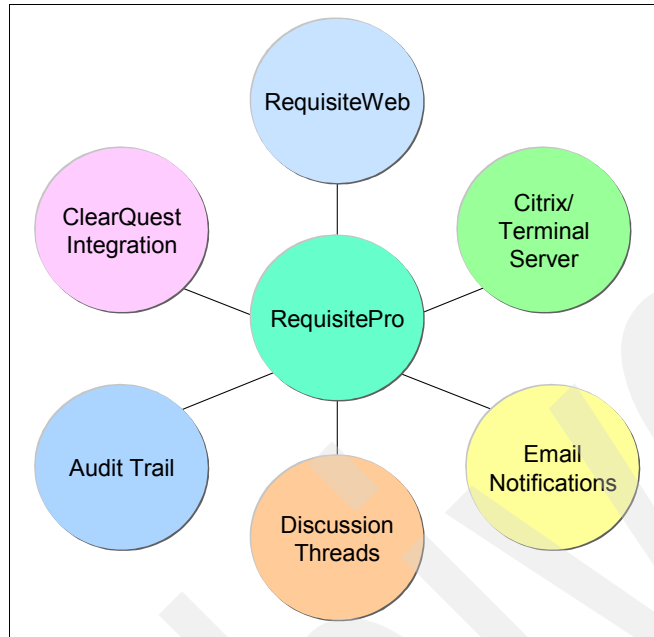 RequisiteWeb
ClearQuest
Integration
Citrix/
Terminal
Server
RequisitePro
Audit Trail
Email
Notifications
Discussion
Threads